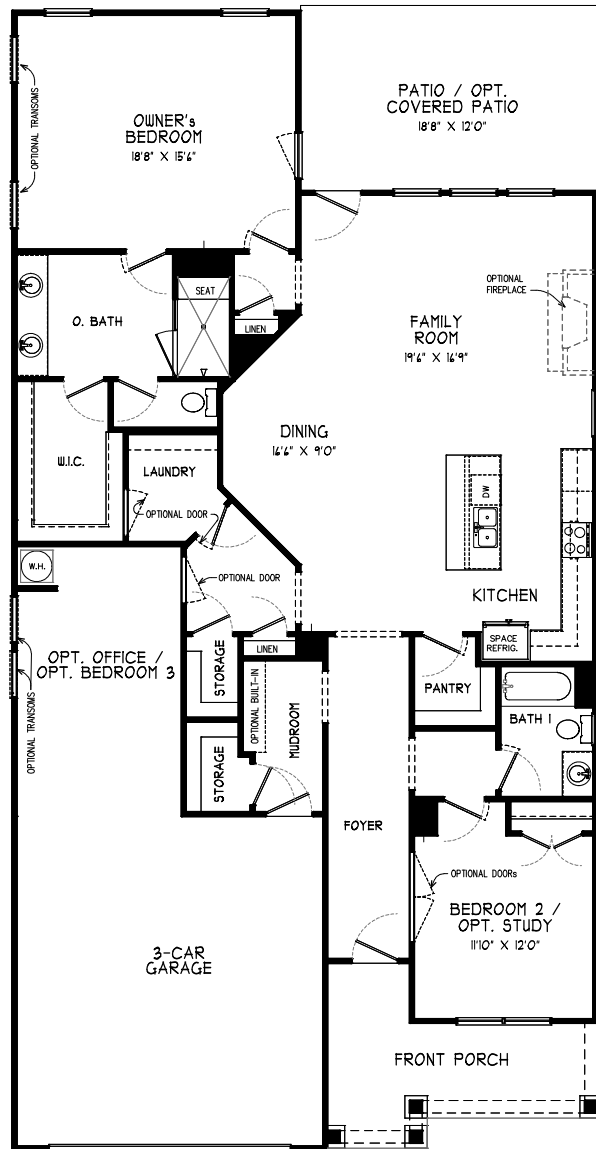 PATIO / OPT.
COVERED PATIO
18'8" X 12'0"
OPTIONAL TRANSOMS
OWNER's
BEDROOM
18'8" X 15'6"
SEAT
O. BATH
LINEN
OPTIONAL
FIREPLACE
FAMILY
ROOM
19'6" X 16'9"
DINING
16'6" X 9'0"
W.I.C.
LAUNDRY
OPTIONAL DOOR
DW
W.H.
OPTIONAL DOOR
KITCHEN
SPACE
REFRIG.
OPT. OFFICE /
OPT. BEDROOM 3
OPTIONAL TRANSOMS
STORAGE
LINEN
OPTIONAL BUILT-IN
MUDROOM
PANTRY
BATH 1
STORAGE
FOYER
OPTIONAL DOORs
BEDROOM 2 /
OPT. STUDY
11'10" X 12'0"
3-CAR
GARAGE
FRONT PORCH